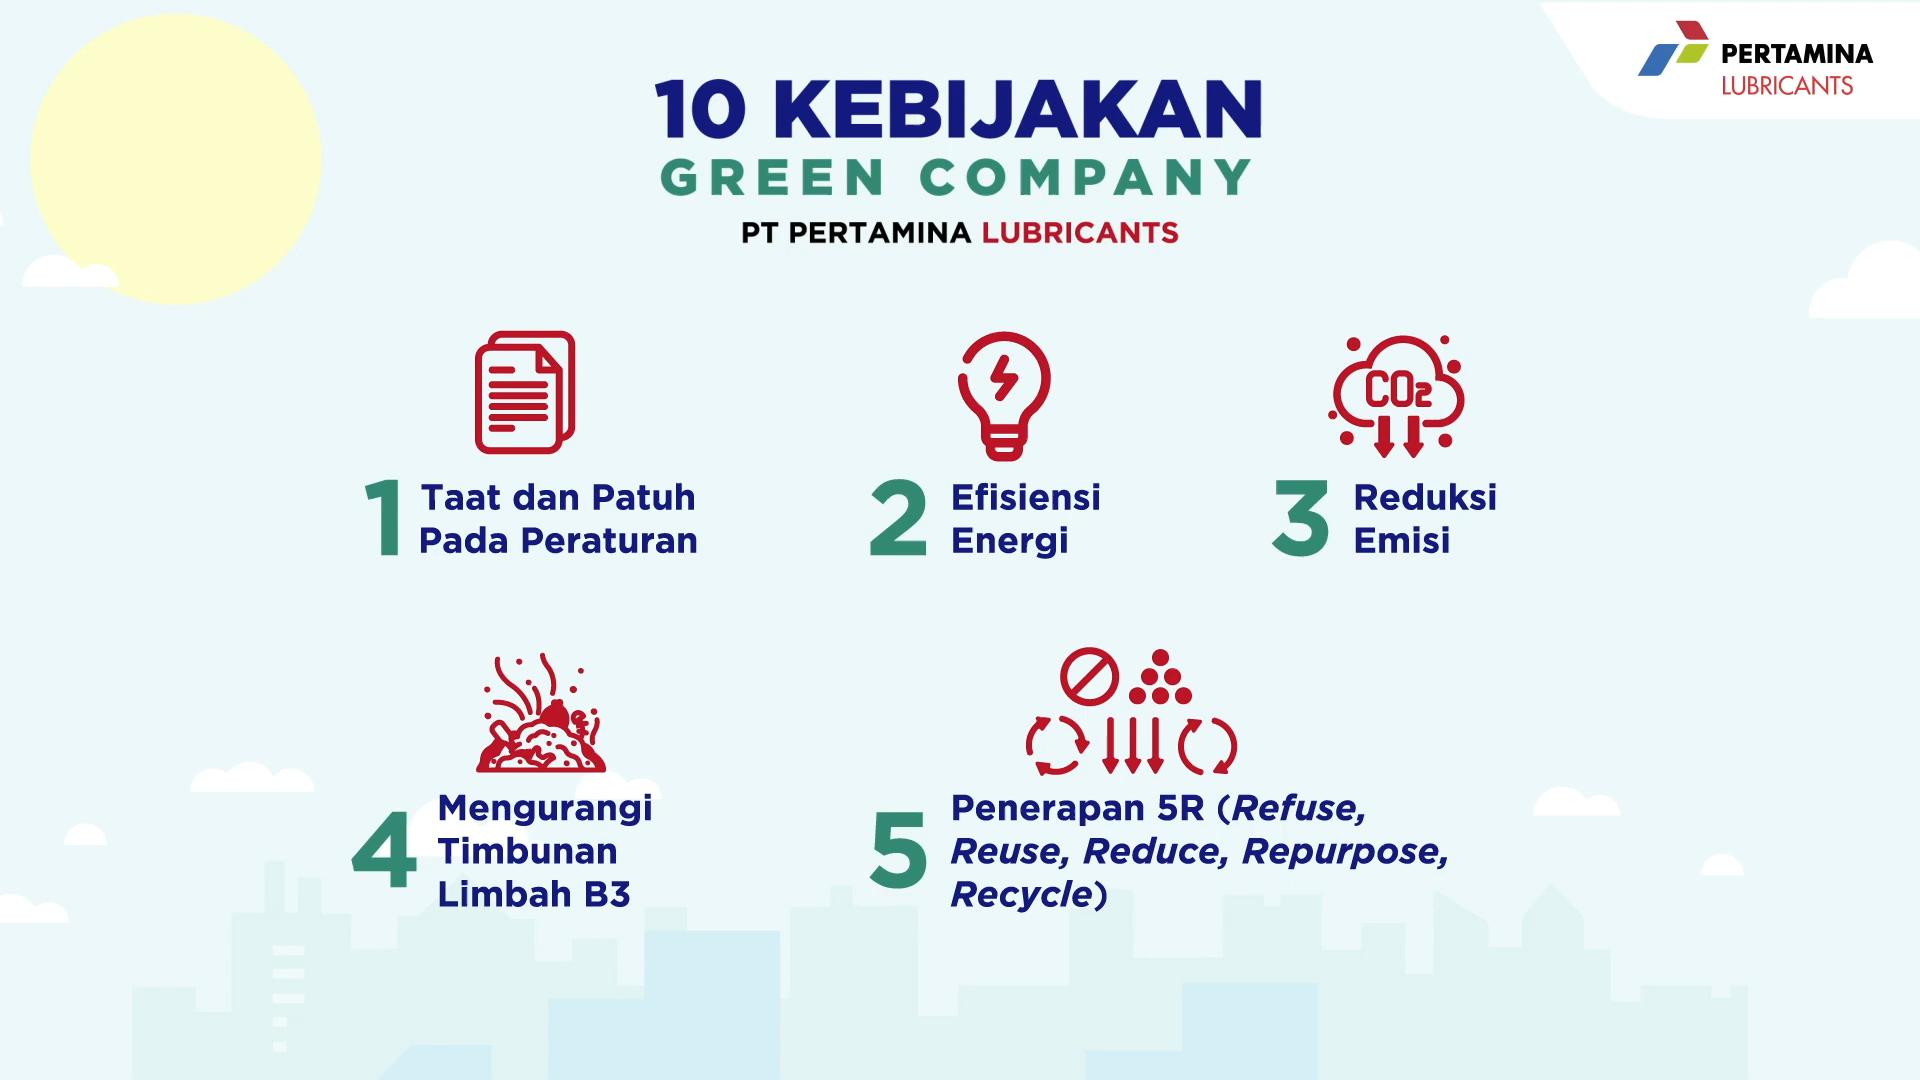 PERTAMINA
LUBRICANTS
10 KEBIJAKAN
GREEN COMPANY
PT PERTAMINA LUBRICANTS
CO2
1 Taat dan Patuh
Pada Peraturan
2 Efisiensi
Energi
3 Reduksi
Emisi
4 Mengurangi
Timbunan
Limbah B3
5 Penerapan 5R (Refuse,
Reuse, Reduce, Repurpose,
Recycle)